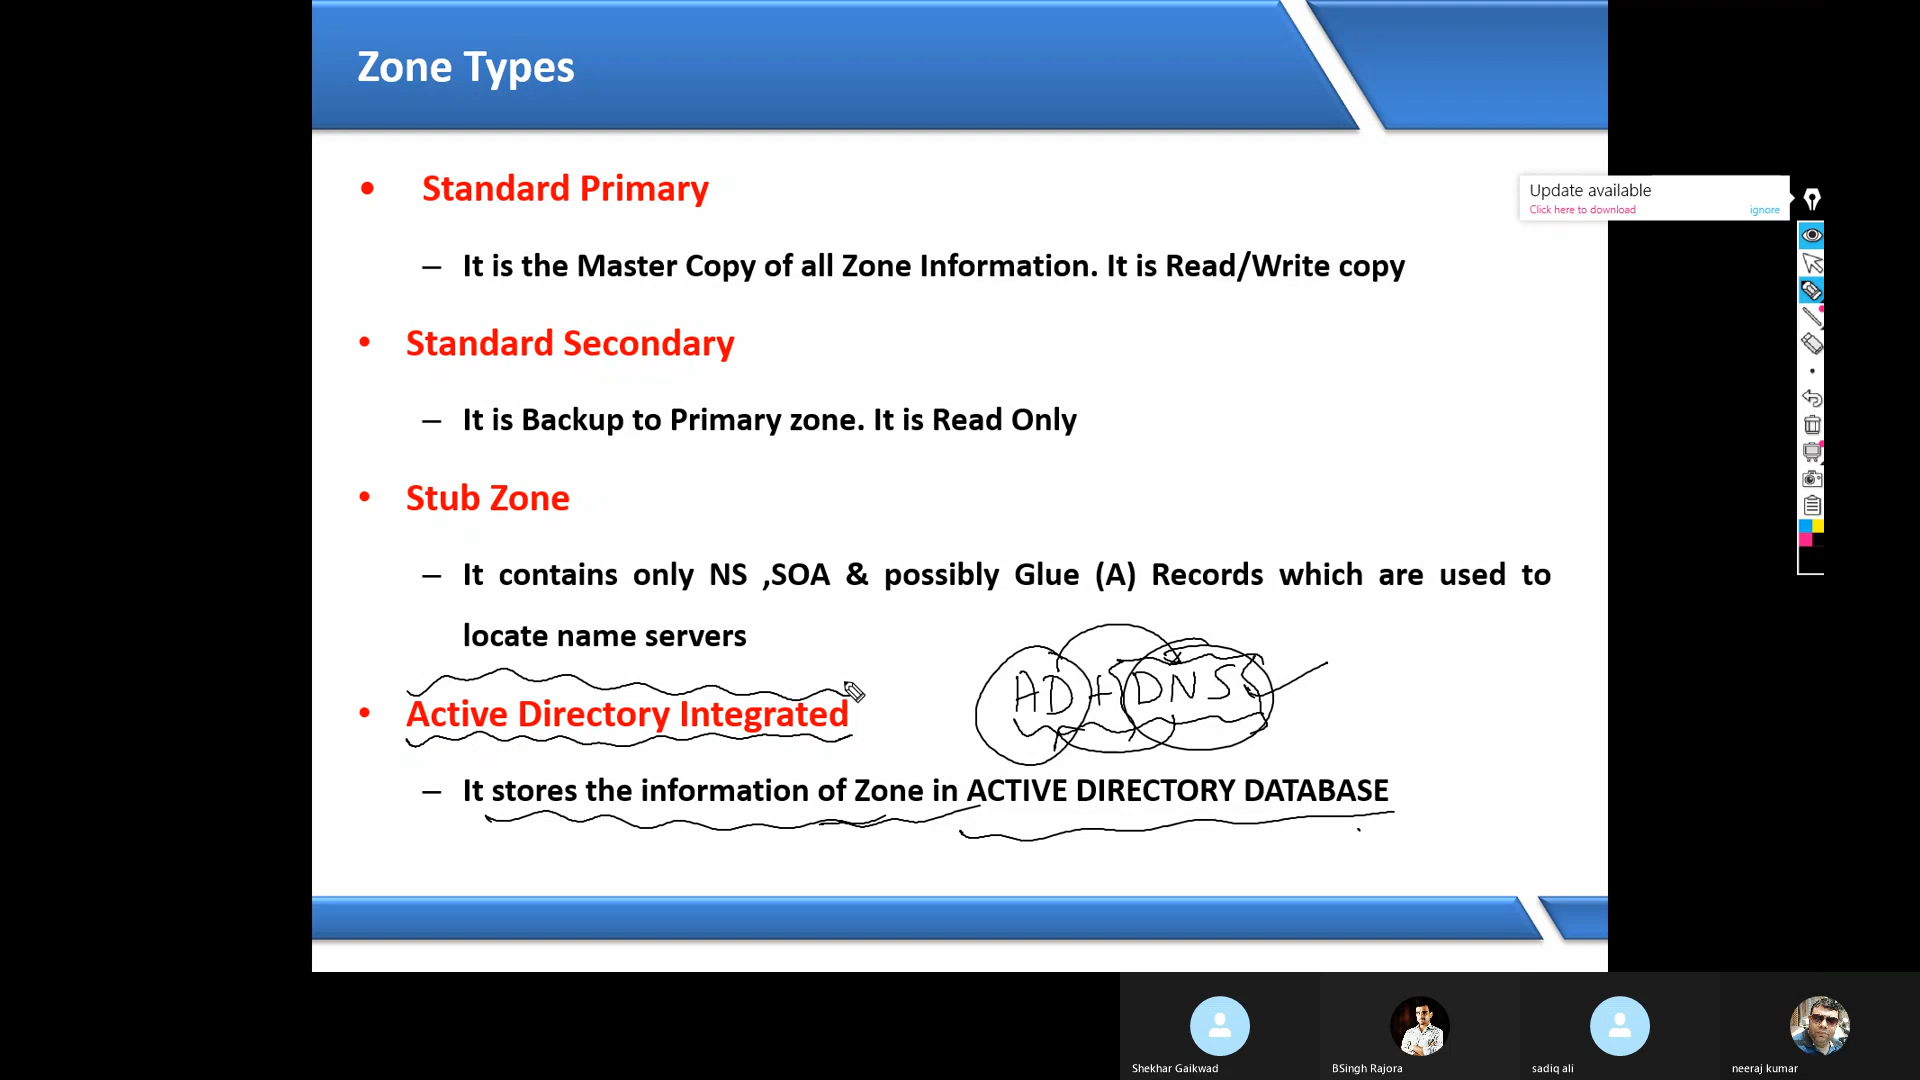 Zone Types
• Standard Primary
– It is the Master Copy of all Zone Information. It is Read/Write copy
• Standard Secondary
– It is Backup to Primary zone. It is Read Only
• Stub Zone
– It contains only NS ,SOA & possibly Glue (A) Records which are used to
locate name servers
AD+DNS
• Active Directory Integrated
– It stores the information of Zone in ACTIVE DIRECTORY DATABASE
Update available
Click here to download ignore
Shekhar Gaikwad
BSingh Rajora
sadiq ali
neeraj kumar